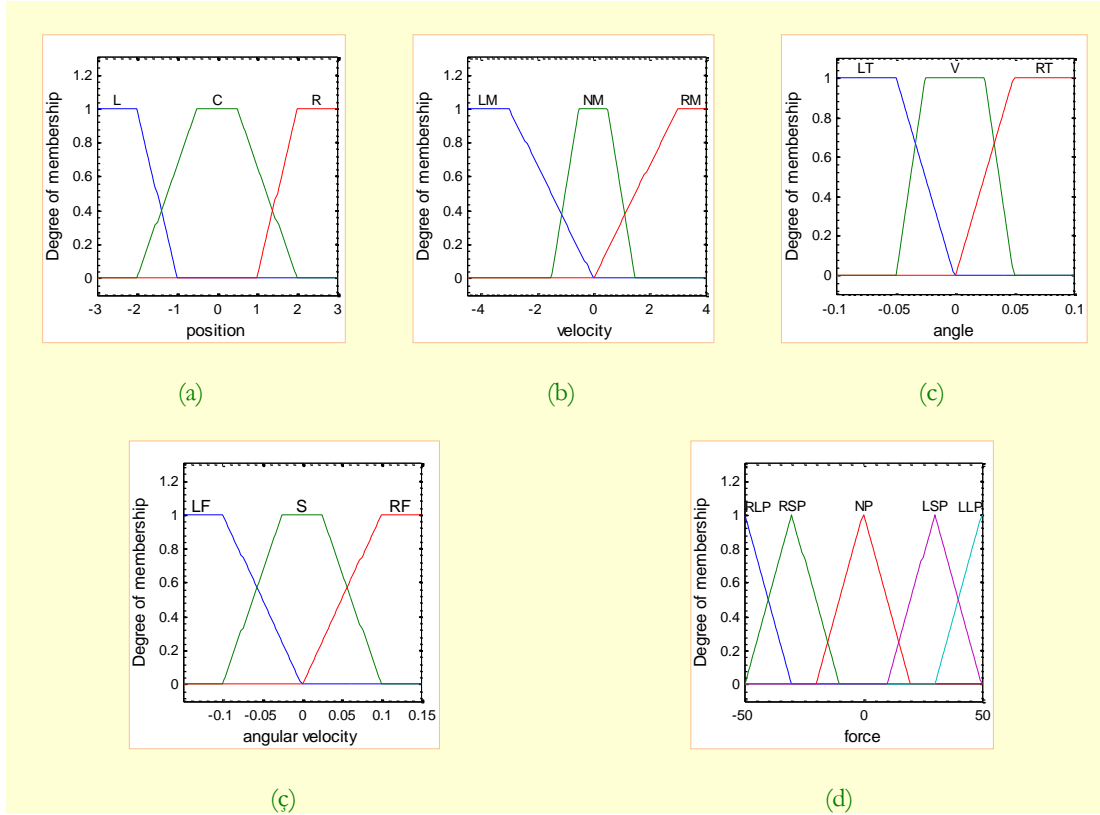 1.2
1
0.8
0.6
0.4
0.2
0
Degree of membership
L C R
-3 -2 -1 0 1 2 3
position
(a)
1.2
1
0.8
0.6
0.4
0.2
0
Degree of membership
LM NM RM
-4 -2 0 2 4
velocity
(b)
1
0.8
0.6
0.4
0.2
0
Degree of membership
LT V RT
-0.1 -0.05 0 0.05 0.1
angle
(c)
1.2
1
0.8
0.6
0.4
0.2
0
Degree of membership
LF S RF
-0.1 -0.05 0 0.05 0.1 0.15
angular velocity
(ç)
1.2
1
0.8
0.6
0.4
0.2
0
Degree of membership
RLP RSP NP LSP LLP
-50 0 50
force
(d)